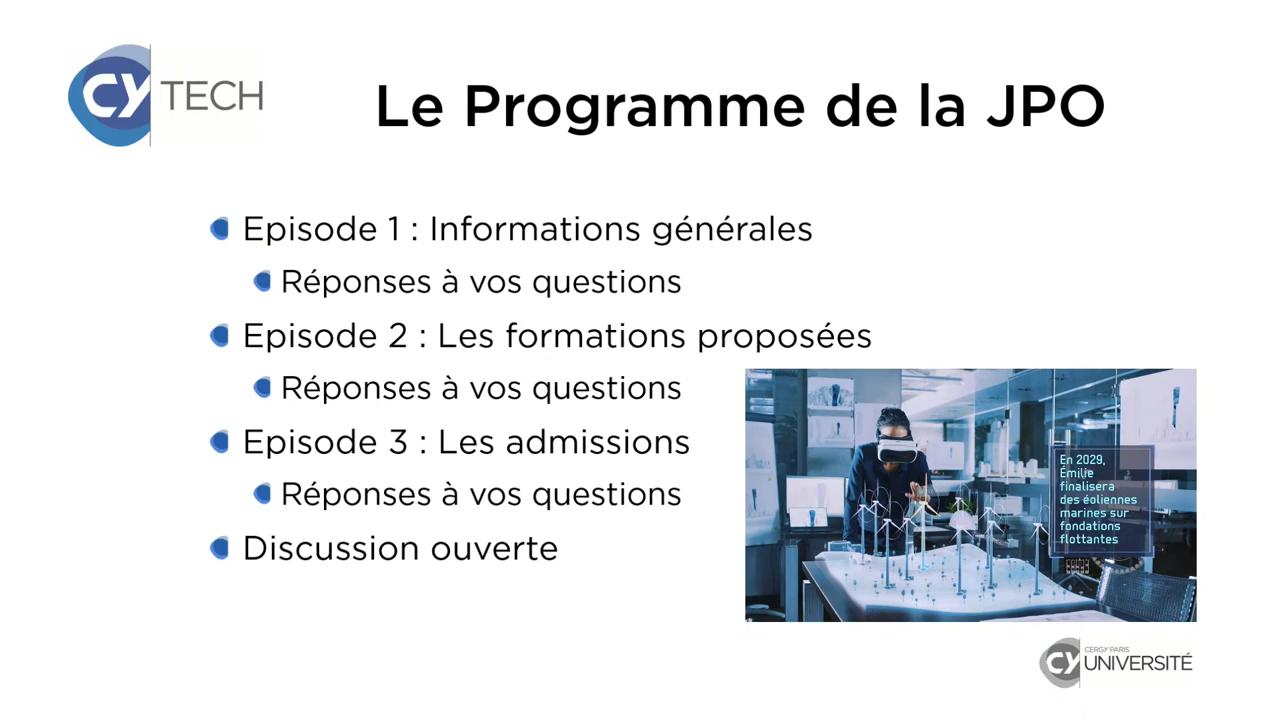 CY TECH
Le Programme de la JPO
Episode 1 : Informations générales
Réponses à vos questions
Episode 2 : Les formations proposées
Réponses à vos questions
Episode 3 : Les admissions
Réponses à vos questions
Discussion ouverte
En 2029,
Émilie
finalisera
des éoliennes
marines sur
fondations
flottantes
CY
CERGY PARIS
UNIVERSITÉ